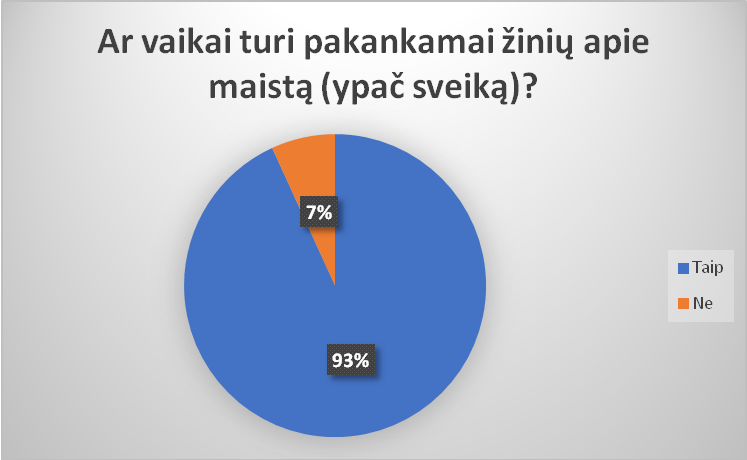 Ar vaikai turi pakankamai žinių apie
maistą (ypač sveiką)?
7%
93%
Taip
Ne